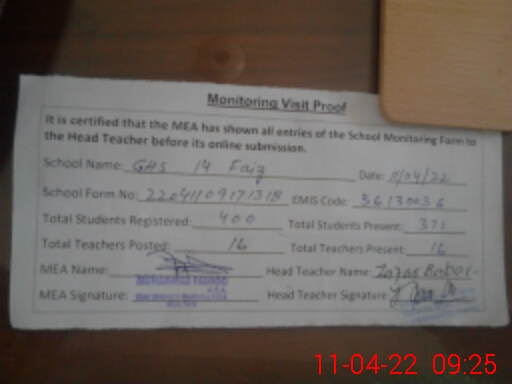 Monitoring Visit Proof
It is certified that the MEA has shown all entries of the School Monitoring Form to
the Head Teacher before its online submission.
School Name: GHS 14 Faiz Date: 11/04/22
School Form No: 22041109171318 EMIS Code: 36130036
Total Students Registered: 400 Total Students Present: 371
Total Teachers Posted: 16 Total Teachers Present: 16
MEA Name: Head Teacher Name: Zafar
MUHAMMAD
MEA Signature: Head Teacher Signature:
11-04-22 09:25